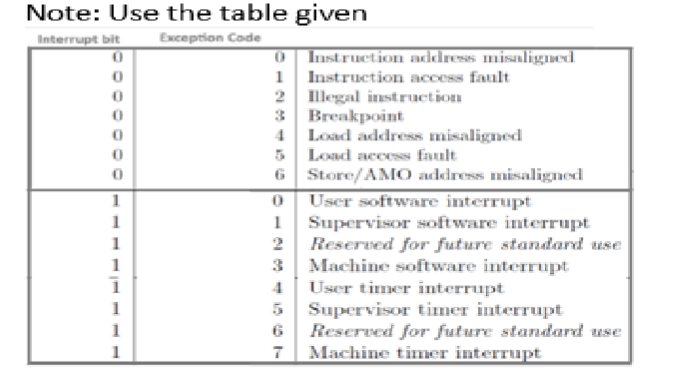 Note: Use the table given
Interrupt bit Exception Code
0 0 Instruction address misaligned
0 1 Instruction access fault
0 2 Illegal instruction
0 3 Breakpoint
0 4 Load address misaligned
0 5 Load access fault
0 6 Store/AMO address misaligned
1 0 User software interrupt
1 1 Supervisor software interrupt
1 2 Reserved for future standard use
1 3 Machine software interrupt
1 4 User timer interrupt
1 5 Supervisor timer interrupt
1 6 Reserved for future standard use
1 7 Machine timer interrupt